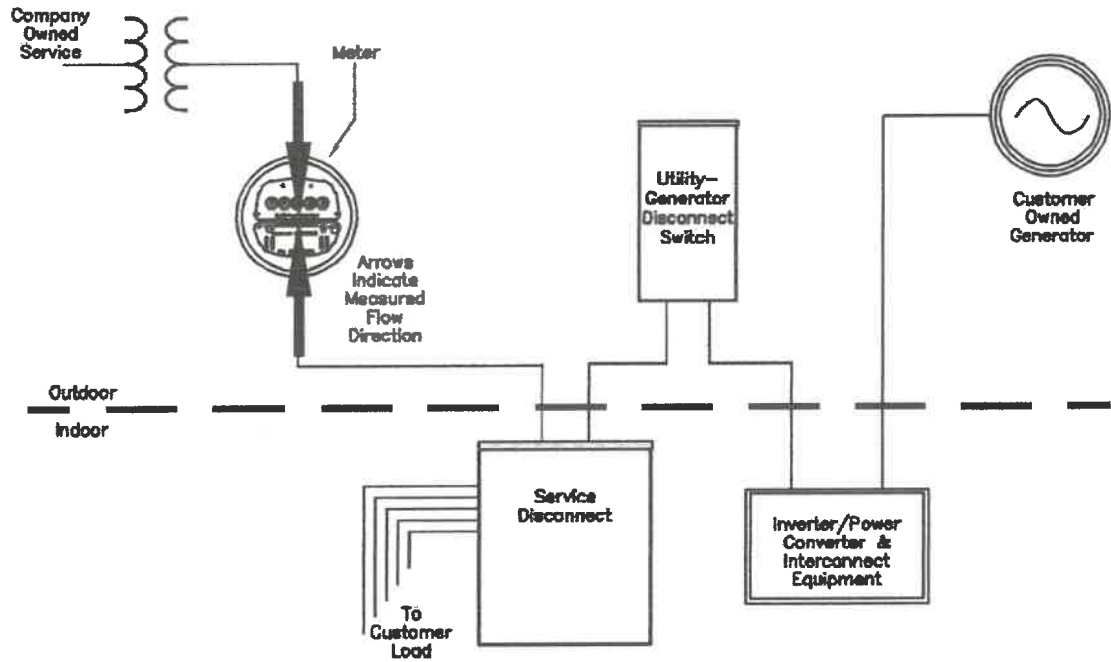 Company
Owned
Service
Meter
Utility-
Generator
Disconnect
Switch
Customer
Owned
Generator
Arrows
Indicate
Measured
Flow
Direction
Outdoor
Indoor
Service
Disconnect
Inverter/Power
Converter &
Interconnect
Equipment
To
Customer
Load